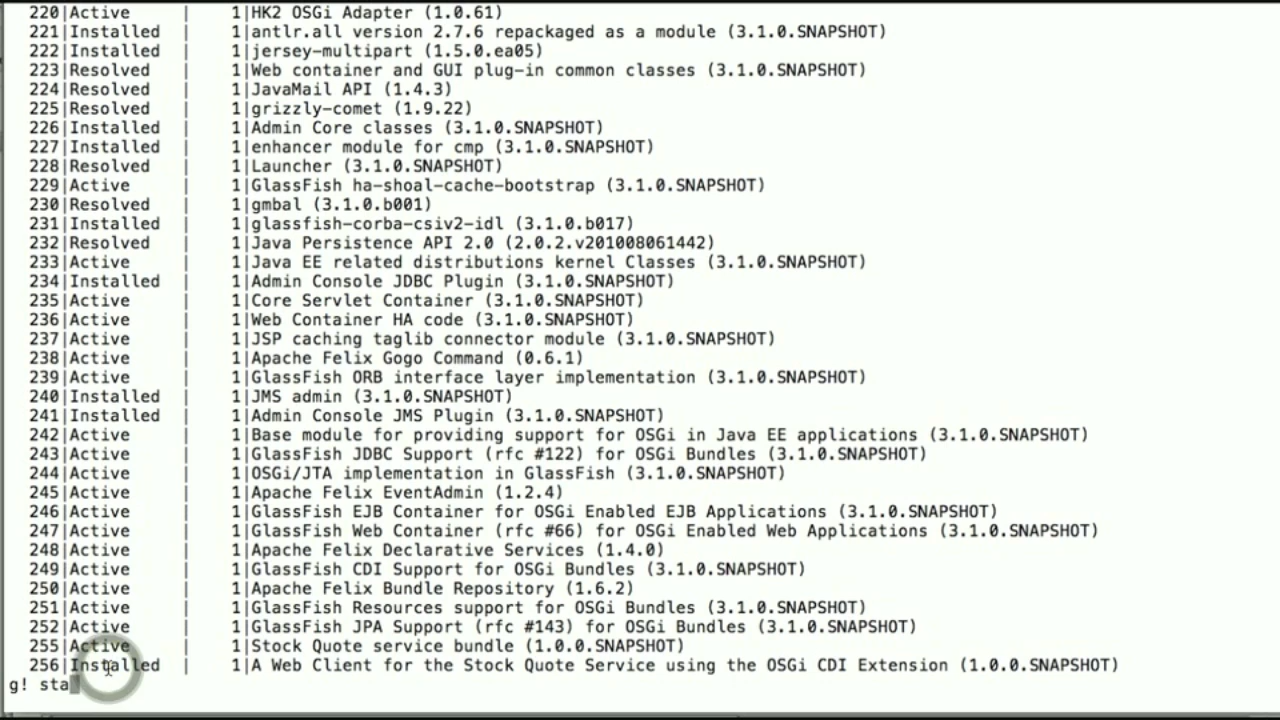 220|Active     |    1|HK2 OSGi Adapter (1.0.61)
221|Installed  |    1|antlr.all version 2.7.6 repackaged as a module (3.1.0.SNAPSHOT)
222|Installed  |    1|jersey-multipart (1.5.0.ea05)
223|Resolved   |    1|Web container and GUI plug-in common classes (3.1.0.SNAPSHOT)
224|Resolved   |    1|JavaMail API (1.4.3)
225|Resolved   |    1|grizzly-comet (1.9.22)
226|Installed  |    1|Admin Core classes (3.1.0.SNAPSHOT)
227|Installed  |    1|enhancer module for cmp (3.1.0.SNAPSHOT)
228|Resolved   |    1|Launcher (3.1.0.SNAPSHOT)
229|Active     |    1|GlassFish ha-shoal-cache-bootstrap (3.1.0.SNAPSHOT)
230|Resolved   |    1|gmbal (3.1.0.b001)
231|Installed  |    1|glassfish-corba-csiv2-idl (3.1.0.b017)
232|Resolved   |    1|Java Persistence API 2.0 (2.0.2.v201008061442)
233|Active     |    1|Java EE related distributions kernel Classes (3.1.0.SNAPSHOT)
234|Installed  |    1|Admin Console JDBC Plugin (3.1.0.SNAPSHOT)
235|Active     |    1|Core Servlet Container (3.1.0.SNAPSHOT)
236|Active     |    1|Web Container HA code (3.1.0.SNAPSHOT)
237|Active     |    1|JSP caching taglib connector module (3.1.0.SNAPSHOT)
238|Active     |    1|Apache Felix Gogo Command (0.6.1)
239|Active     |    1|GlassFish ORB interface layer implementation (3.1.0.SNAPSHOT)
240|Installed  |    1|JMS admin (3.1.0.SNAPSHOT)
241|Installed  |    1|Admin Console JMS Plugin (3.1.0.SNAPSHOT)
242|Active     |    1|Base module for providing support for OSGi in Java EE applications (3.1.0.SNAPSHOT)
243|Active     |    1|GlassFish JDBC Support (rfc #122) for OSGi Bundles (3.1.0.SNAPSHOT)
244|Active     |    1|OSGi/JTA implementation in GlassFish (3.1.0.SNAPSHOT)
245|Active     |    1|Apache Felix EventAdmin (1.2.4)
246|Active     |    1|GlassFish EJB Container for OSGi Enabled EJB Applications (3.1.0.SNAPSHOT)
247|Active     |    1|GlassFish Web Container (rfc #66) for OSGi Enabled Web Applications (3.1.0.SNAPSHOT)
248|Active     |    1|Apache Felix Declarative Services (1.4.0)
249|Active     |    1|GlassFish CDI Support for OSGi Bundles (3.1.0.SNAPSHOT)
250|Active     |    1|Apache Felix Bundle Repository (1.6.2)
251|Active     |    1|GlassFish Resources support for OSGi Bundles (3.1.0.SNAPSHOT)
252|Active     |    1|GlassFish JPA Support (rfc #143) for OSGi Bundles (3.1.0.SNAPSHOT)
255|Active     |    1|Stock Quote service bundle (1.0.0.SNAPSHOT)
256|Installed  |    1|A Web Client for the Stock Quote Service using the OSGi CDI Extension (1.0.0.SNAPSHOT)
g! sta